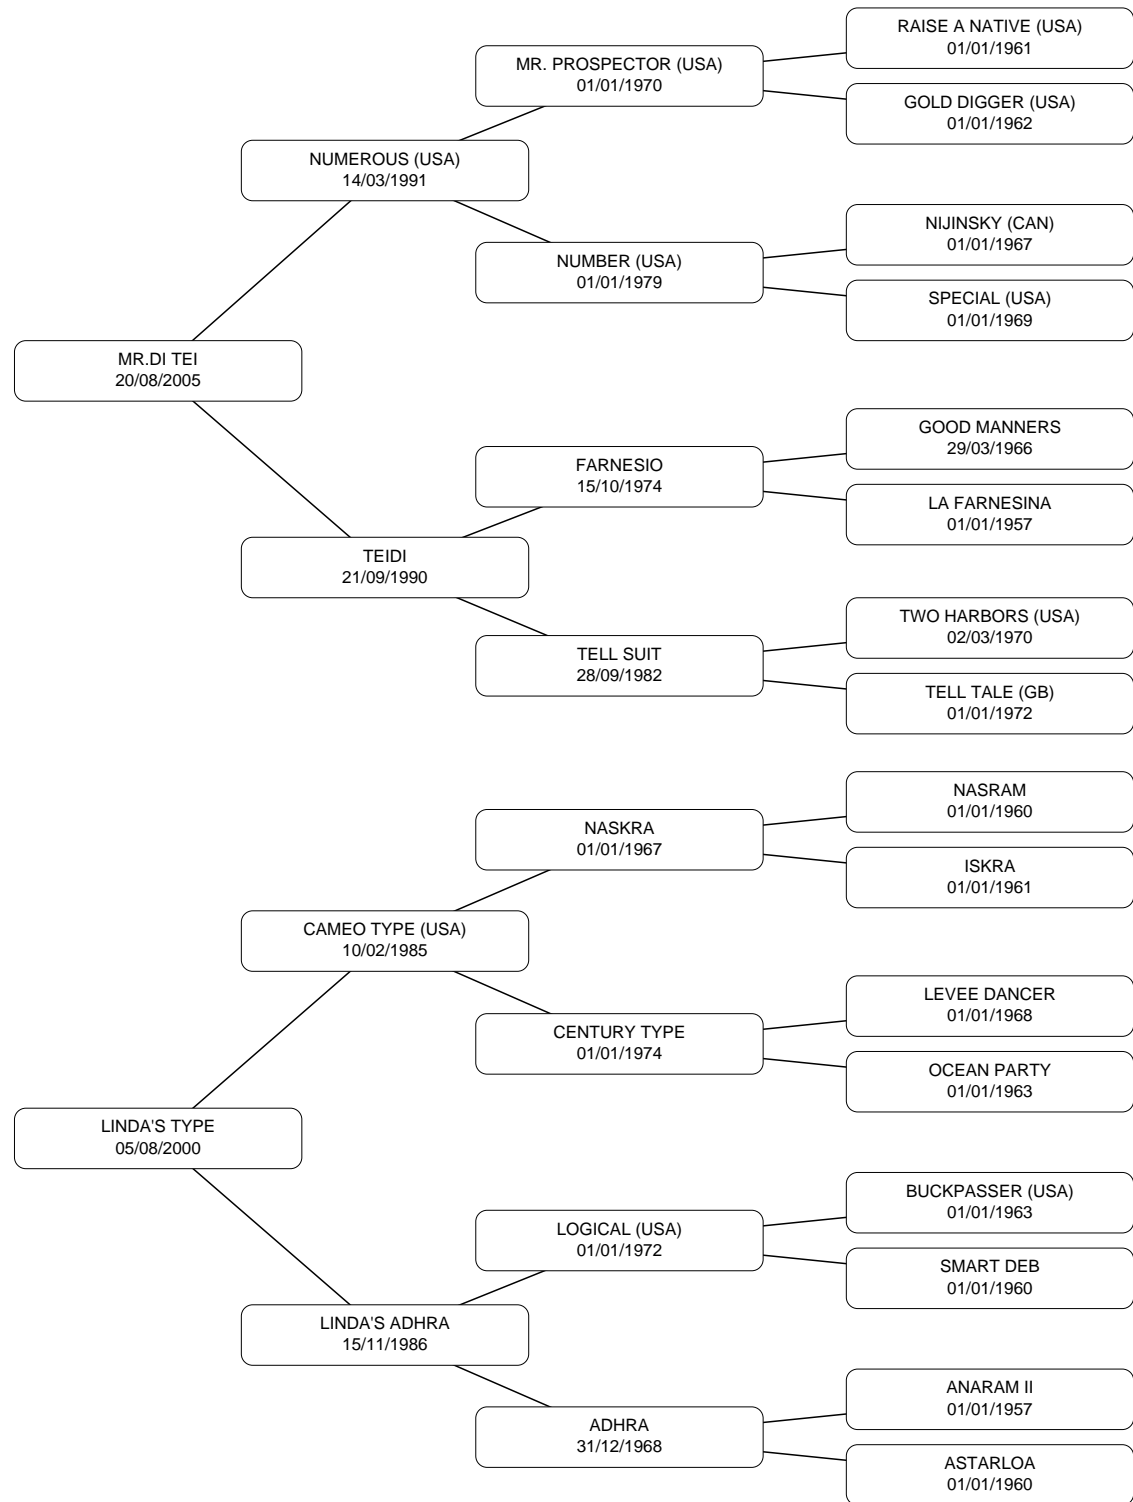 RAISE A NATIVE (USA)
01/01/1961
MR. PROSPECTOR (USA)
01/01/1970
GOLD DIGGER (USA)
01/01/1962
NUMEROUS (USA)
14/03/1991
NIJINSKY (CAN)
01/01/1967
NUMBER (USA)
01/01/1979
SPECIAL (USA)
01/01/1969
MR.DI TEI
20/08/2005
GOOD MANNERS
29/03/1966
FARNESIO
15/10/1974
LA FARNESINA
01/01/1957
TEIDI
21/09/1990
TWO HARBORS (USA)
02/03/1970
TELL SUIT
28/09/1982
TELL TALE (GB)
01/01/1972
NASRAM
01/01/1960
NASKRA
01/01/1967
ISKRA
01/01/1961
CAMEO TYPE (USA)
10/02/1985
LEVEE DANCER
01/01/1968
CENTURY TYPE
01/01/1974
OCEAN PARTY
01/01/1963
LINDA'S TYPE
05/08/2000
BUCKPASSER (USA)
01/01/1963
LOGICAL (USA)
01/01/1972
SMART DEB
01/01/1960
LINDA'S ADHRA
15/11/1986
ANARAM II
01/01/1957
ADHRA
31/12/1968
ASTARLOA
01/01/1960